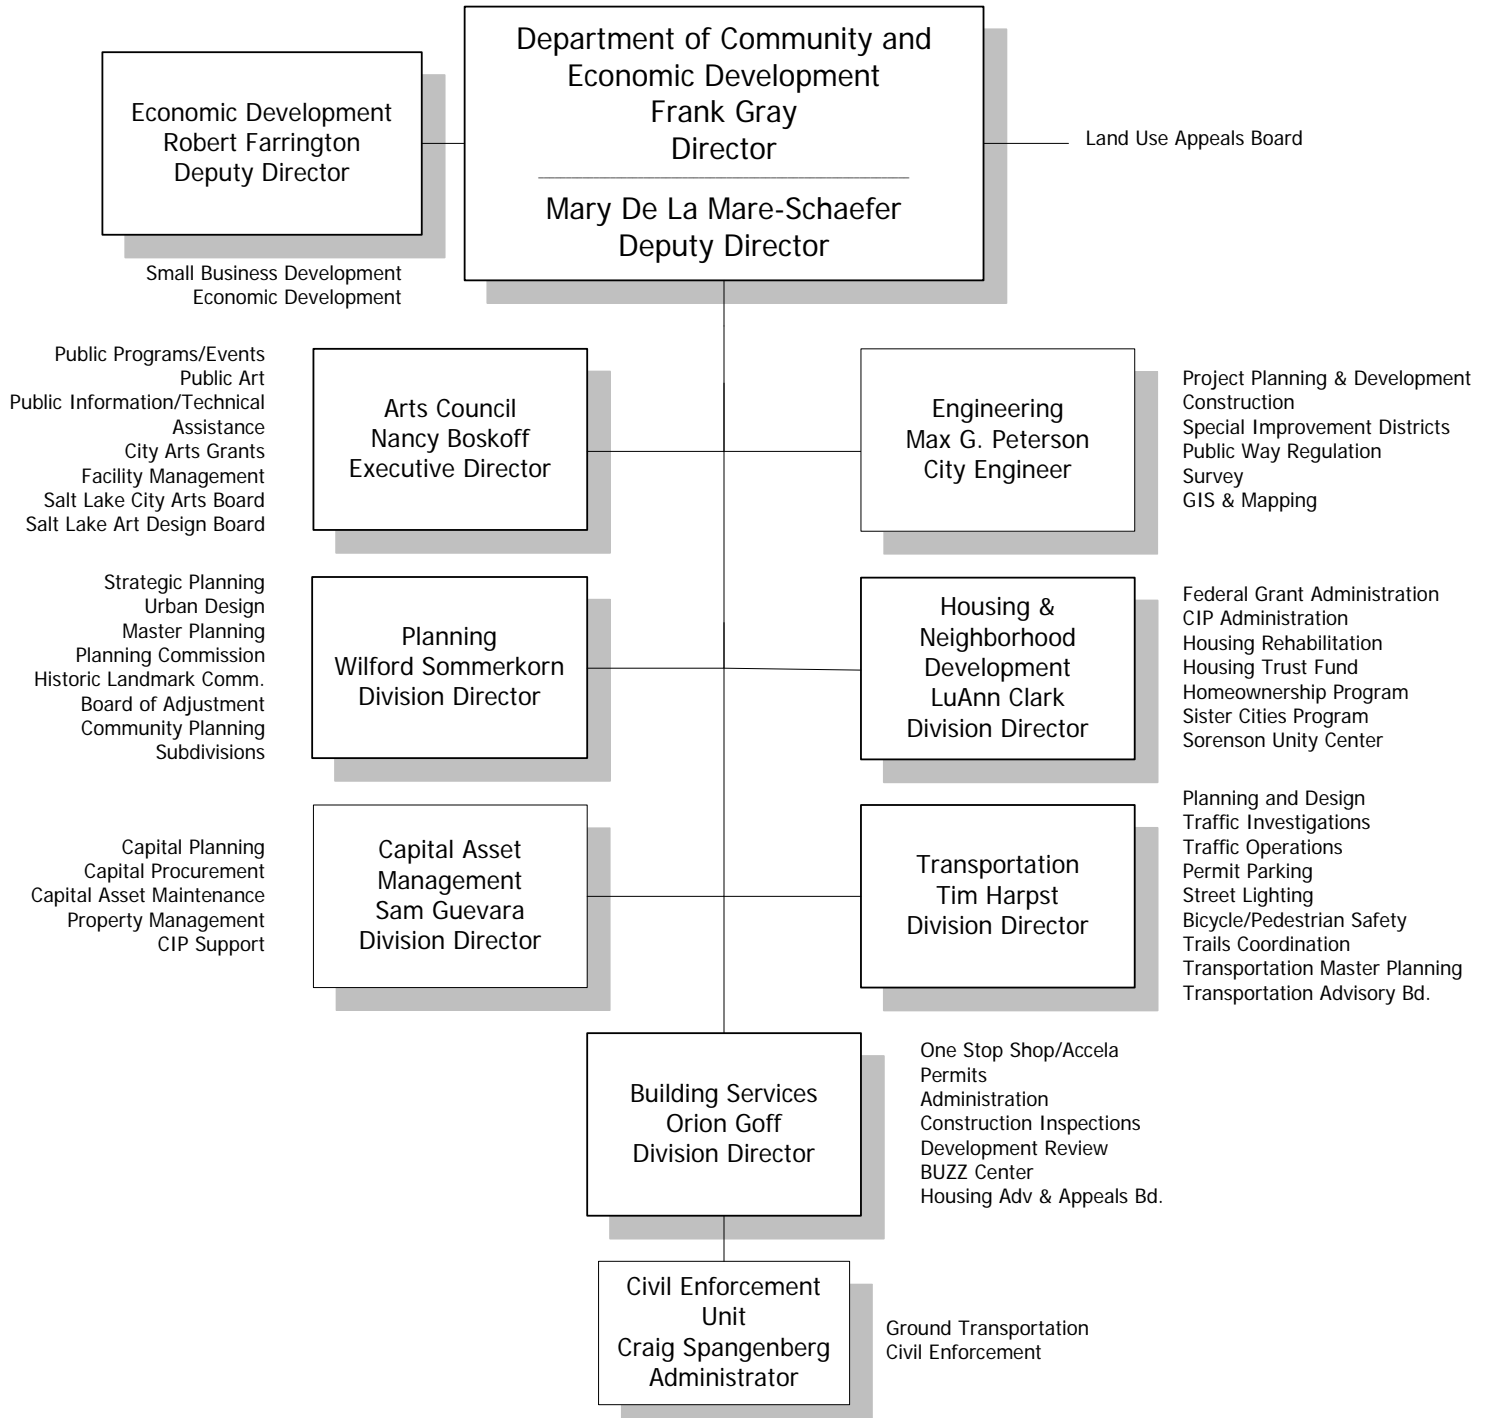 Department of Community and
Economic Development
Frank Gray
Director
Mary De La Mare-Schaefer
Deputy Director
Economic Development
Robert Farrington
Deputy Director
Land Use Appeals Board
Small Business Development
Economic Development
Public Programs/Events
Public Art
Public Information/Technical
Assistance
City Arts Grants
Facility Management
Salt Lake City Arts Board
Salt Lake Art Design Board
Arts Council
Nancy Boskoff
Executive Director
Engineering
Max G. Peterson
City Engineer
Project Planning & Development
Construction
Special Improvement Districts
Public Way Regulation
Survey
GIS & Mapping
Strategic Planning
Urban Design
Master Planning
Planning Commission
Historic Landmark Comm.
Board of Adjustment
Community Planning
Subdivisions
Planning
Wilford Sommerkorn
Division Director
Housing &
Neighborhood
Development
LuAnn Clark
Division Director
Federal Grant Administration
CIP Administration
Housing Rehabilitation
Housing Trust Fund
Homeownership Program
Sister Cities Program
Sorenson Unity Center
Capital Planning
Capital Procurement
Capital Asset Maintenance
Property Management
CIP Support
Capital Asset
Management
Sam Guevara
Division Director
Transportation
Tim Harpst
Division Director
Planning and Design
Traffic Investigations
Traffic Operations
Permit Parking
Street Lighting
Bicycle/Pedestrian Safety
Trails Coordination
Transportation Master Planning
Transportation Advisory Bd.
Building Services
Orion Goff
Division Director
One Stop Shop/Accela
Permits
Administration
Construction Inspections
Development Review
BUZZ Center
Housing Adv & Appeals Bd.
Civil Enforcement
Unit
Craig Spangenberg
Administrator
Ground Transportation
Civil Enforcement